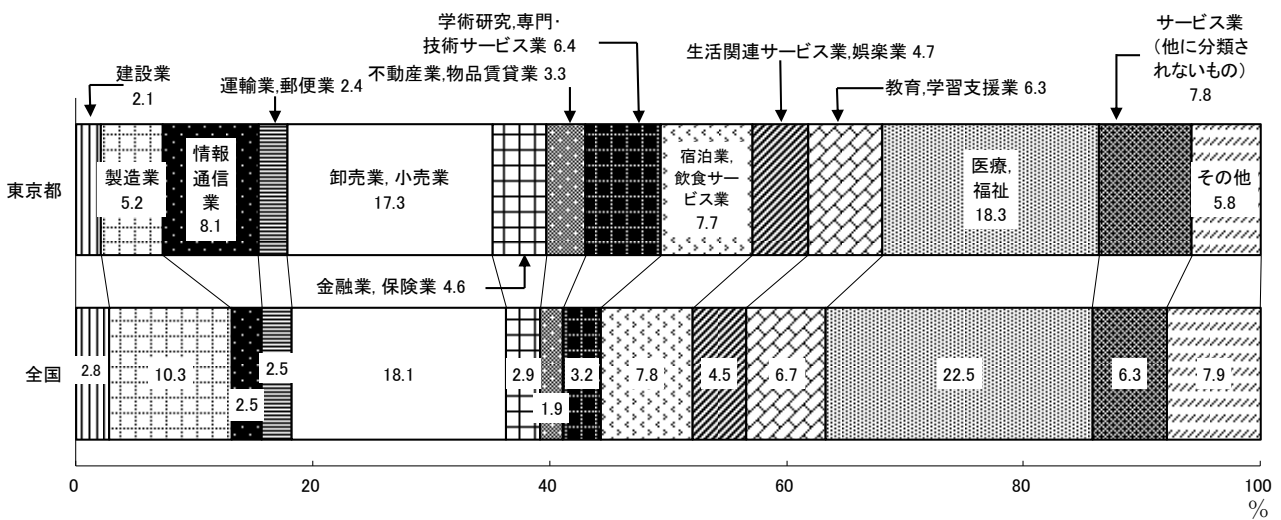 学術研究,専門・
技術サービス業 6.4
サービス業
(他に分類さ
れないもの)
7.8
建設業
2.1
運輸業,郵便業 2.4
不動産業,物品賃貸業 3.3
生活関連サービス業,娯楽業 4.7
教育,学習支援業 6.3
東京都
製造業
5.2
情報
通信
業
8.1
卸売業, 小売業
17.3
宿泊業,
飲食サー
ビス業
7.7
医療,
福祉
18.3
その他
5.8
金融業, 保険業 4.6
全国
2.8
10.3
2.5
2.5
18.1
2.9
1.9
3.2
7.8
4.5
6.7
22.5
6.3
7.9
0
20
40
60
80
100
%